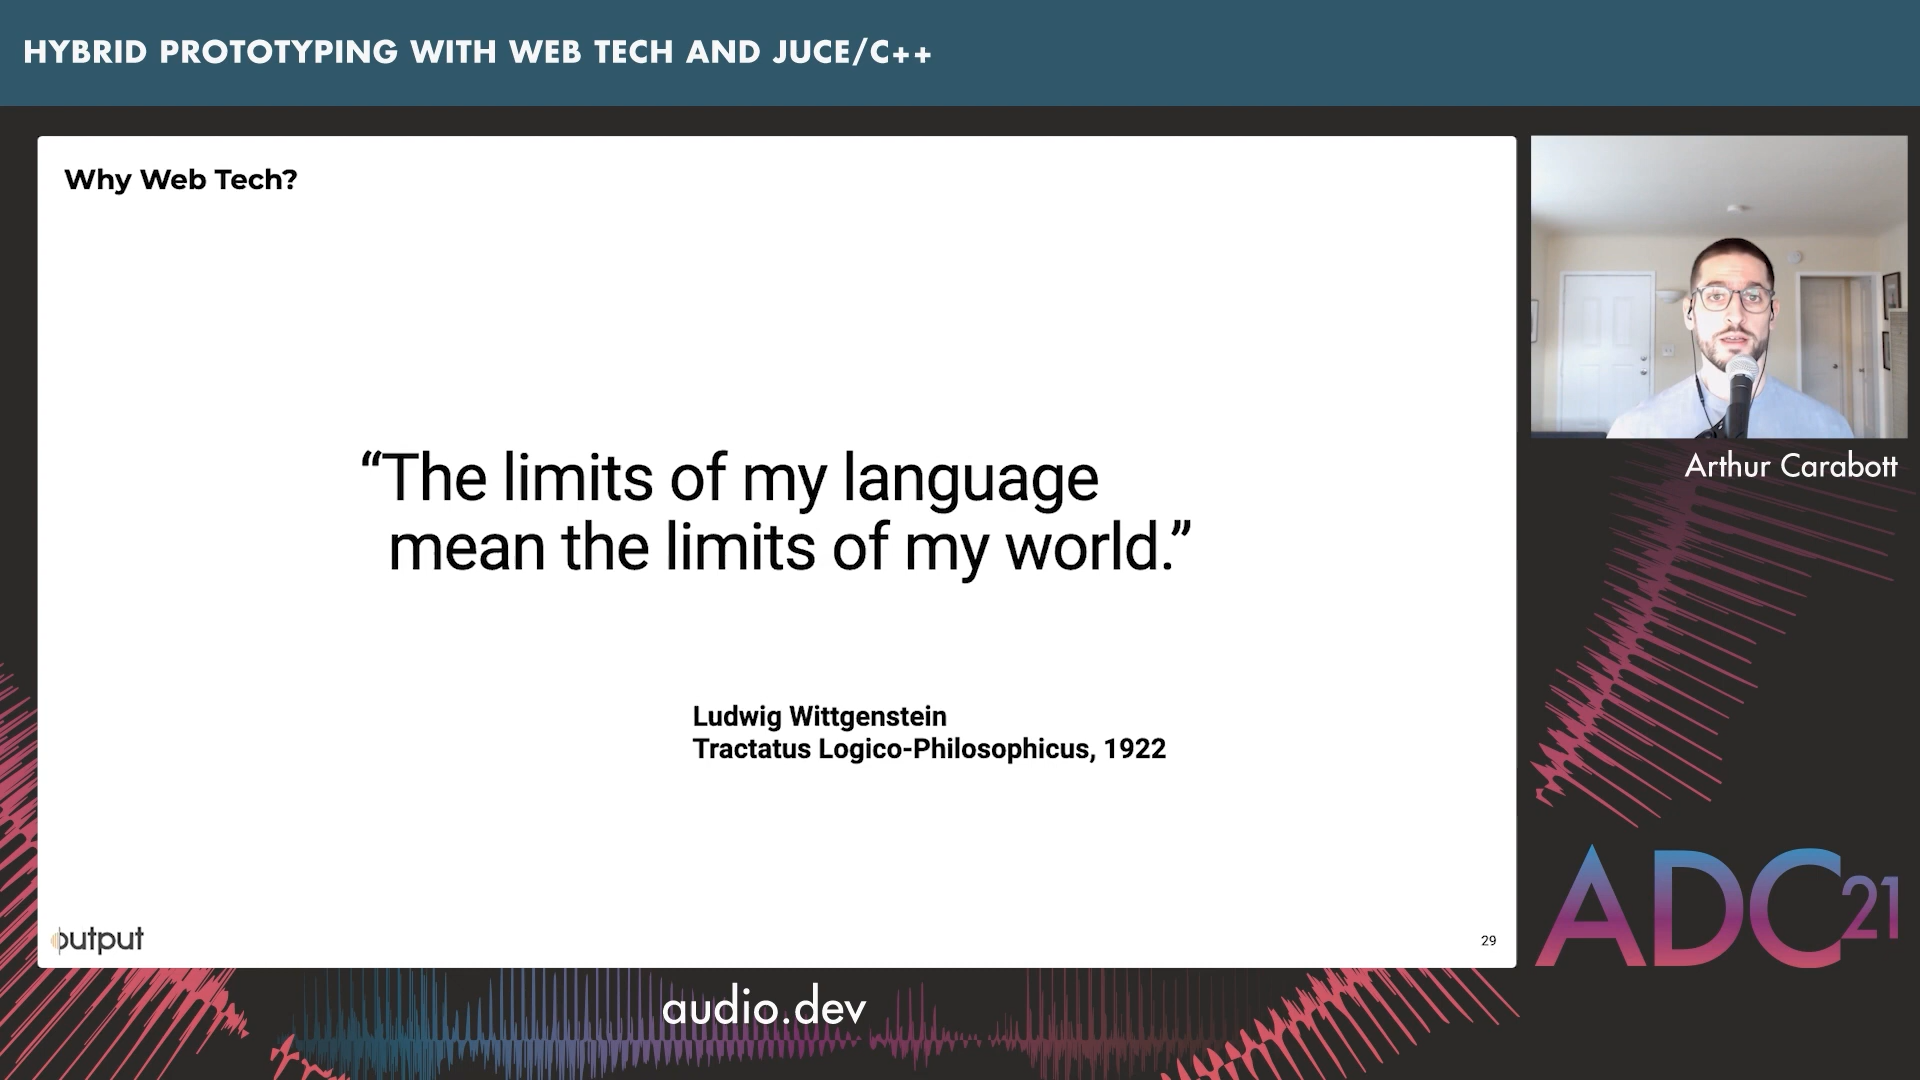 HYBRID PROTOTYPING WITH WEB TECH AND JUCE/C++
Why Web Tech?
“The limits of my language
mean the limits of my world.”
Ludwig Wittgenstein
Tractatus Logico-Philosophicus, 1922
output
29
Arthur Carabott
ADC21
audio.dev